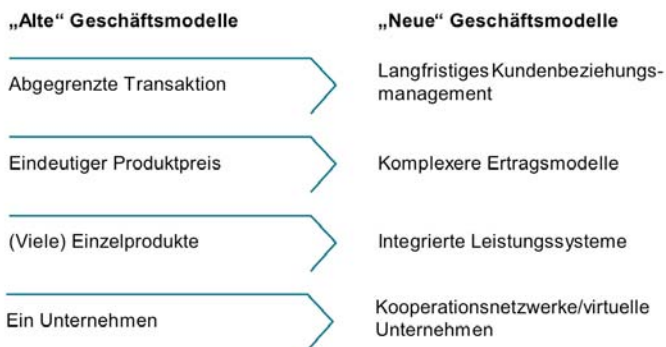 „Alte“ Geschäftsmodelle
„Neue“ Geschäftsmodelle
Abgegrenzte Transaktion
Langfristiges Kundenbeziehungs-
management
Eindeutiger Produktpreis
Komplexere Ertragsmodelle
(Viele) Einzelprodukte
Integrierte Leistungssysteme
Ein Unternehmen
Kooperationsnetzwerke/virtuelle
Unternehmen